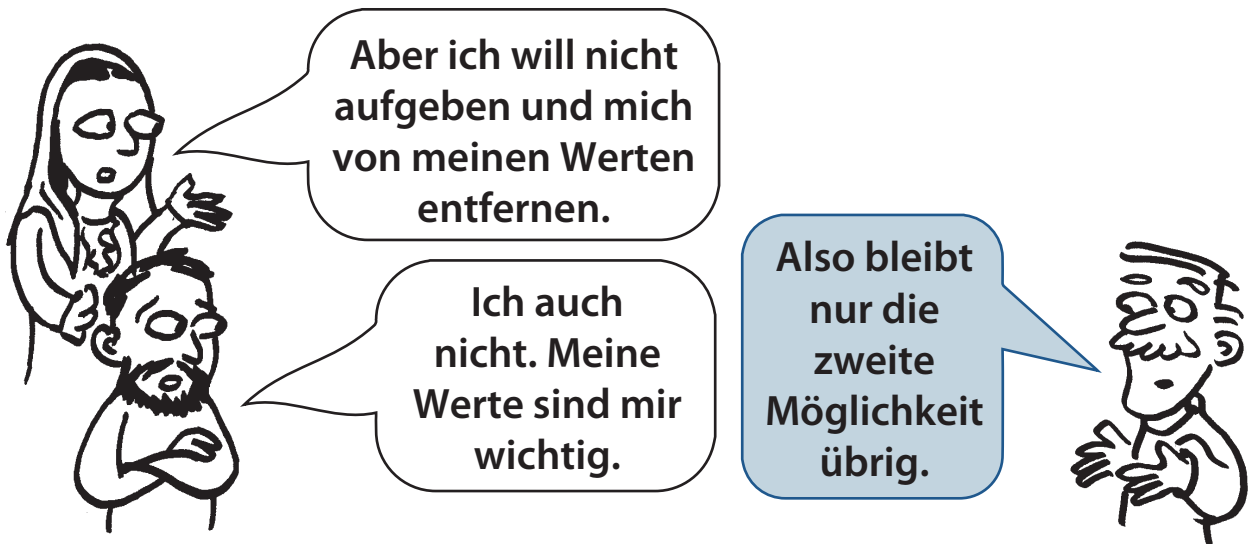 Aber ich will nicht
aufgeben und mich
von meinen Werten
entfernen.
Ich auch
nicht. Meine
Werte sind mir
wichtig.
Also bleibt
nur die
zweite
Möglichkeit
übrig.